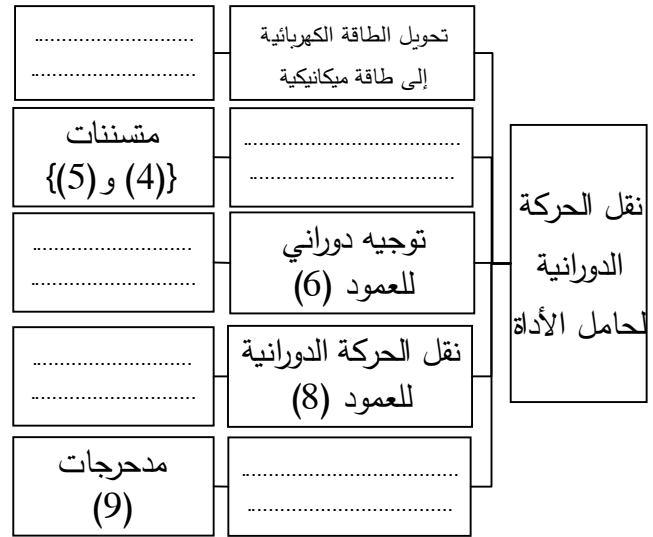 نقل الحركة
الدورانية
لحامل الأداة
تحويل الطاقة الكهربائية
إلى طاقة ميكانيكية
....................................
....................................
....................................
....................................
متسننات
{(4) و (5)}
توجيه دوراني
للعمود (6)
....................................
....................................
نقل الحركة الدورانية
للعمود (8)
....................................
....................................
....................................
....................................
مدحرجات
(9)